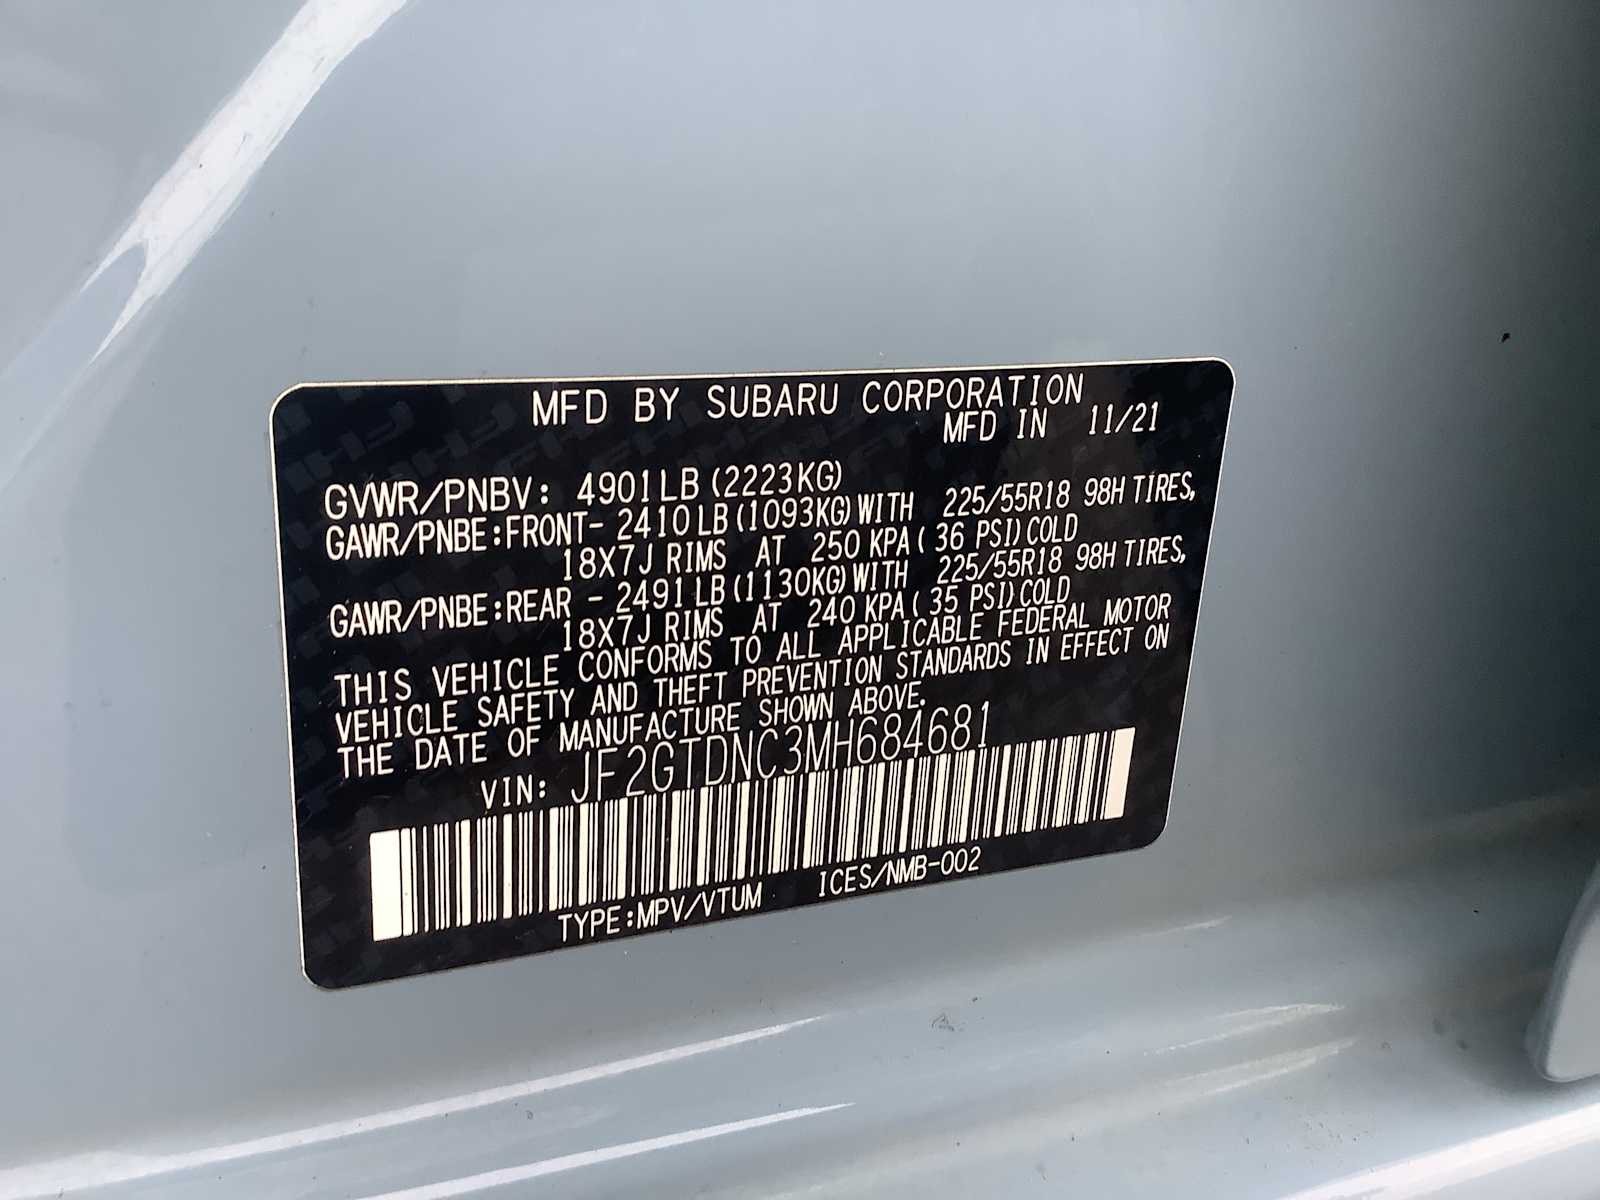 MFD BY SUBARU CORPORATION
MFD IN 11/21
GVWR/PNBV: 4901LB (2223KG)
GAWR/PNBE:FRONT- 2410LB(1093KG)WITH 225/55R18 98H TIRES,
18X7J RIMS AT 250 KPA( 36 PSI)COLD
GAWR/PNBE:REAR - 2491LB(1130KG)WITH 225/55R18 98H TIRES,
18X7J RIMS AT 240 KPA( 35 PSI)COLD
THIS VEHICLE CONFORMS TO ALL APPLICABLE FEDERAL MOTOR
VEHICLE SAFETY AND THEFT PREVENTION STANDARDS IN EFFECT ON
THE DATE OF MANUFACTURE SHOWN ABOVE.
VIN: JF2GTDNC3MH684681
TYPE:MPV/VTUM ICES/NMB-002